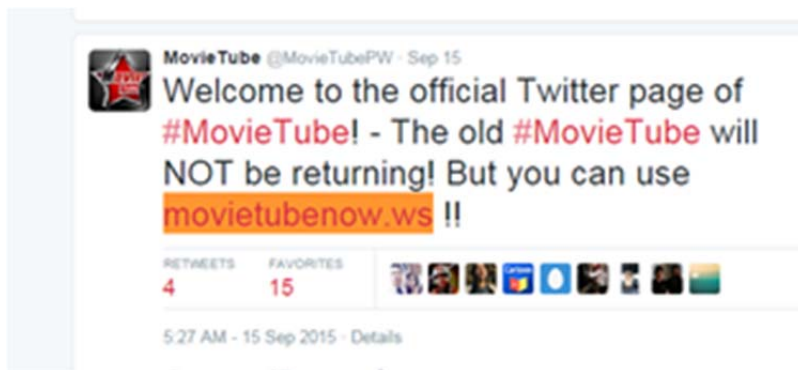 MovieTube @MovieTubePW · Sep 15
Welcome to the official Twitter page of
#MovieTube! - The old #MovieTube will
NOT be returning! But you can use
movietubenow.ws !!
RETWEETS FAVORITES
4 15
5:27 AM - 15 Sep 2015 · Details